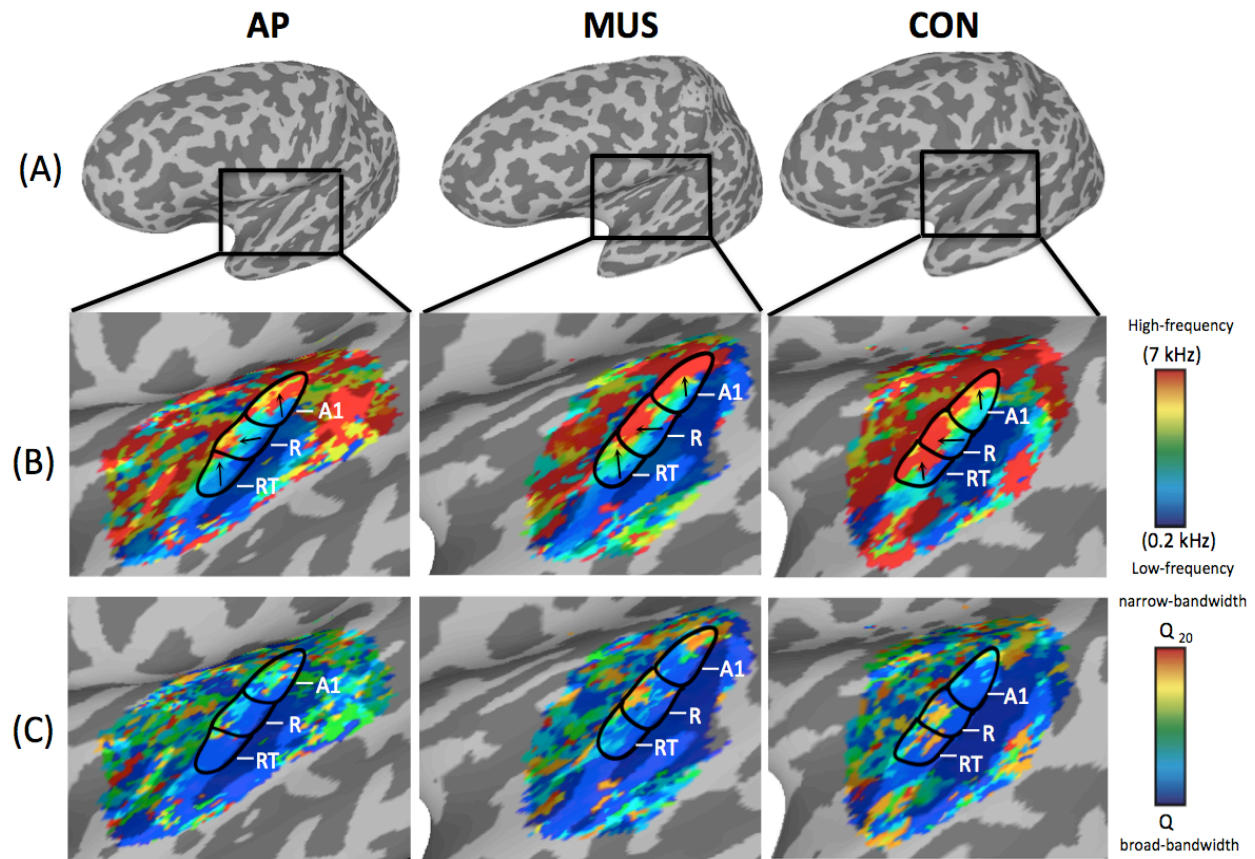 AP
MUS
CON
(A)
(B)
A1
R
RT
A1
R
RT
A1
R
RT
High-frequency
(7 kHz)
(0.2 kHz)
Low-frequency
(C)
A1
R
RT
A1
R
RT
A1
R
RT
narrow-bandwidth
Q 20
Q
broad-bandwidth